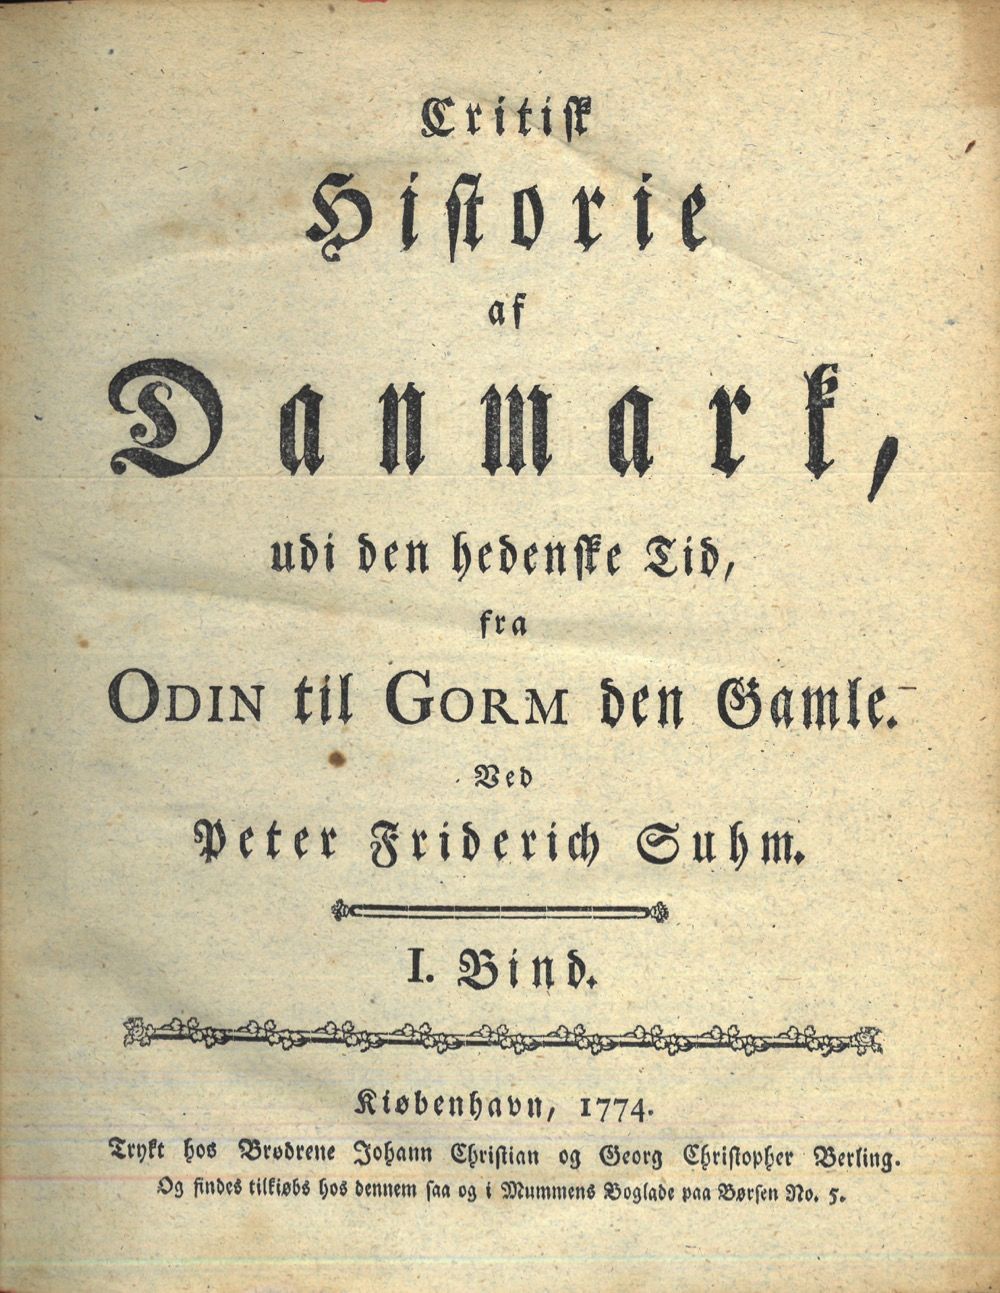 Critisk
Historie
af
Danmark,
udi den hedenske Tid,
fra
ODIN til GORM den Gamle.
Ved
Peter Friderich Suhm.
I. Bind.
Kiøbenhavn, 1774.
Trykt hos Brødrene Johann Christian og Georg Christopher Berling.
Og findes tilkiøbs hos dennem saa og i Mummens Boglade paa Børsen No. 5.